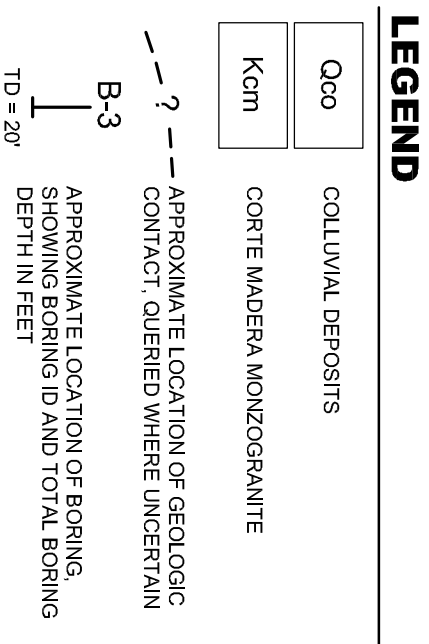 LEGEND
Qco
COLLUVIAL DEPOSITS
Kcm
CORTE MADERA MONZOGRANITE
?
APPROXIMATE LOCATION OF GEOLOGIC
CONTACT, QUERIED WHERE UNCERTAIN
B-3
TD = 20'
APPROXIMATE LOCATION OF BORING,
SHOWING BORING ID AND TOTAL BORING
DEPTH IN FEET